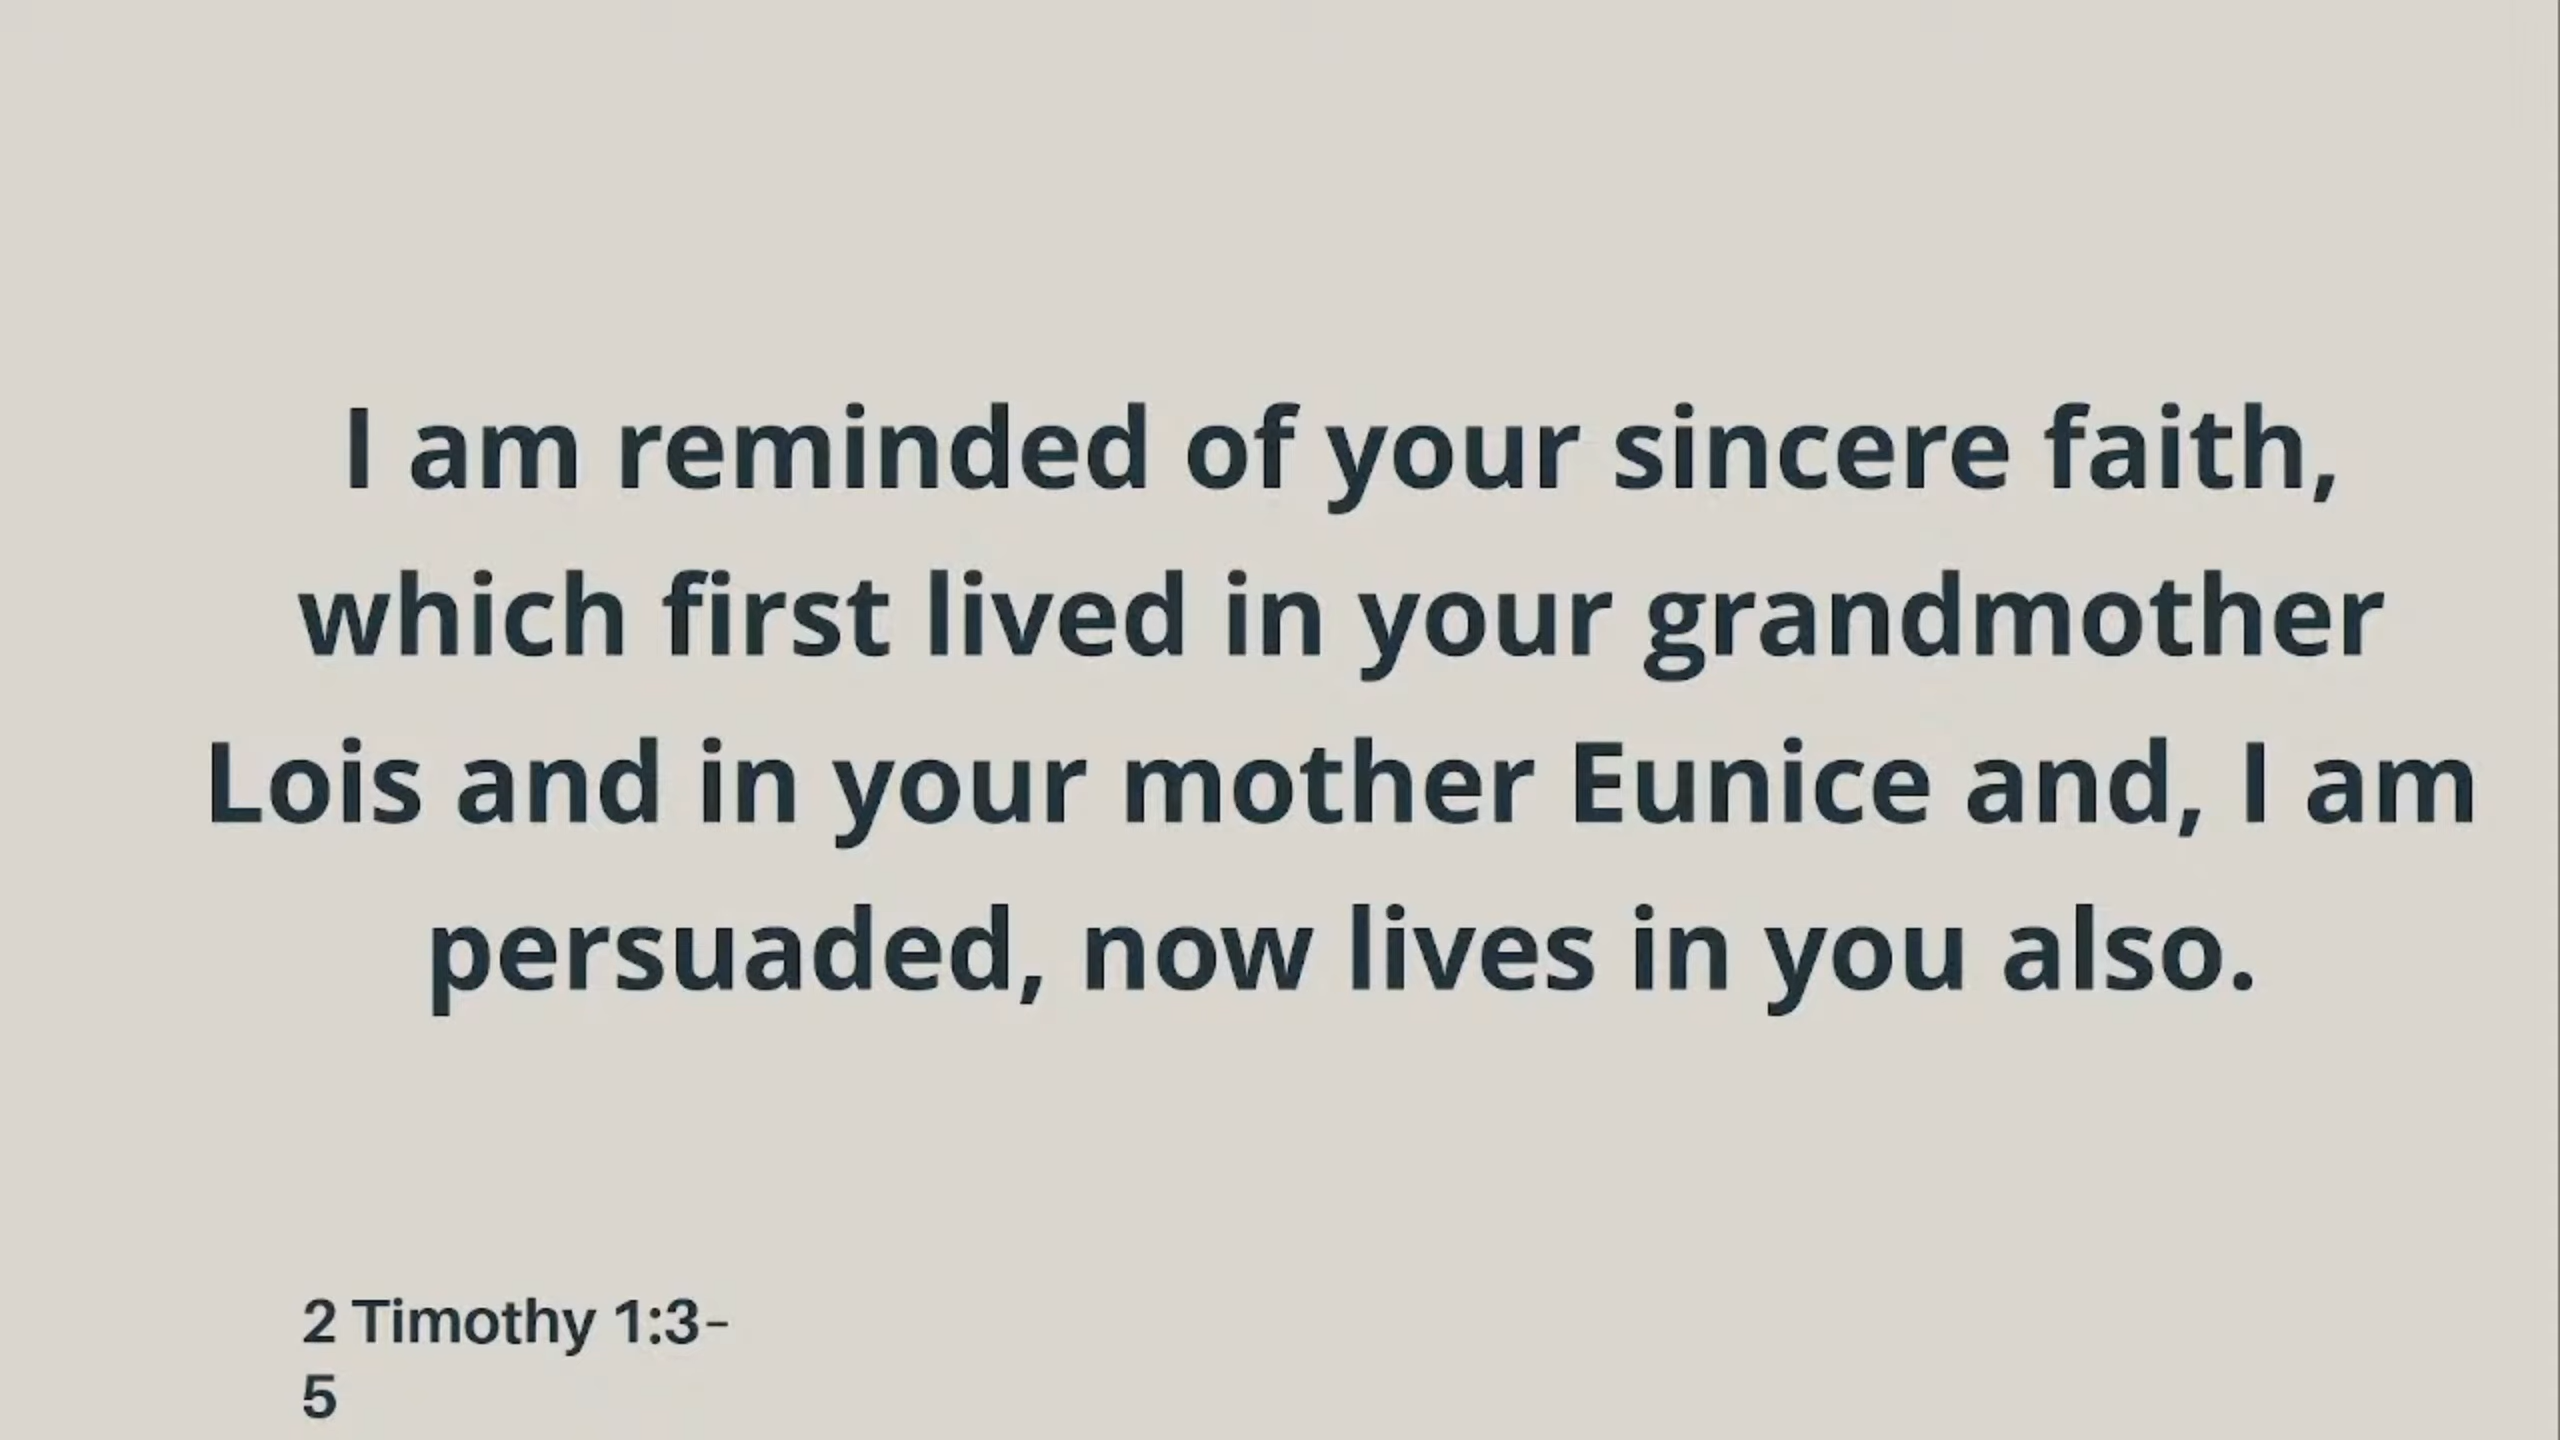 I am reminded of your sincere faith,
which first lived in your grandmother
Lois and in your mother Eunice and, I am
persuaded, now lives in you also.
2 Timothy 1:3-
5